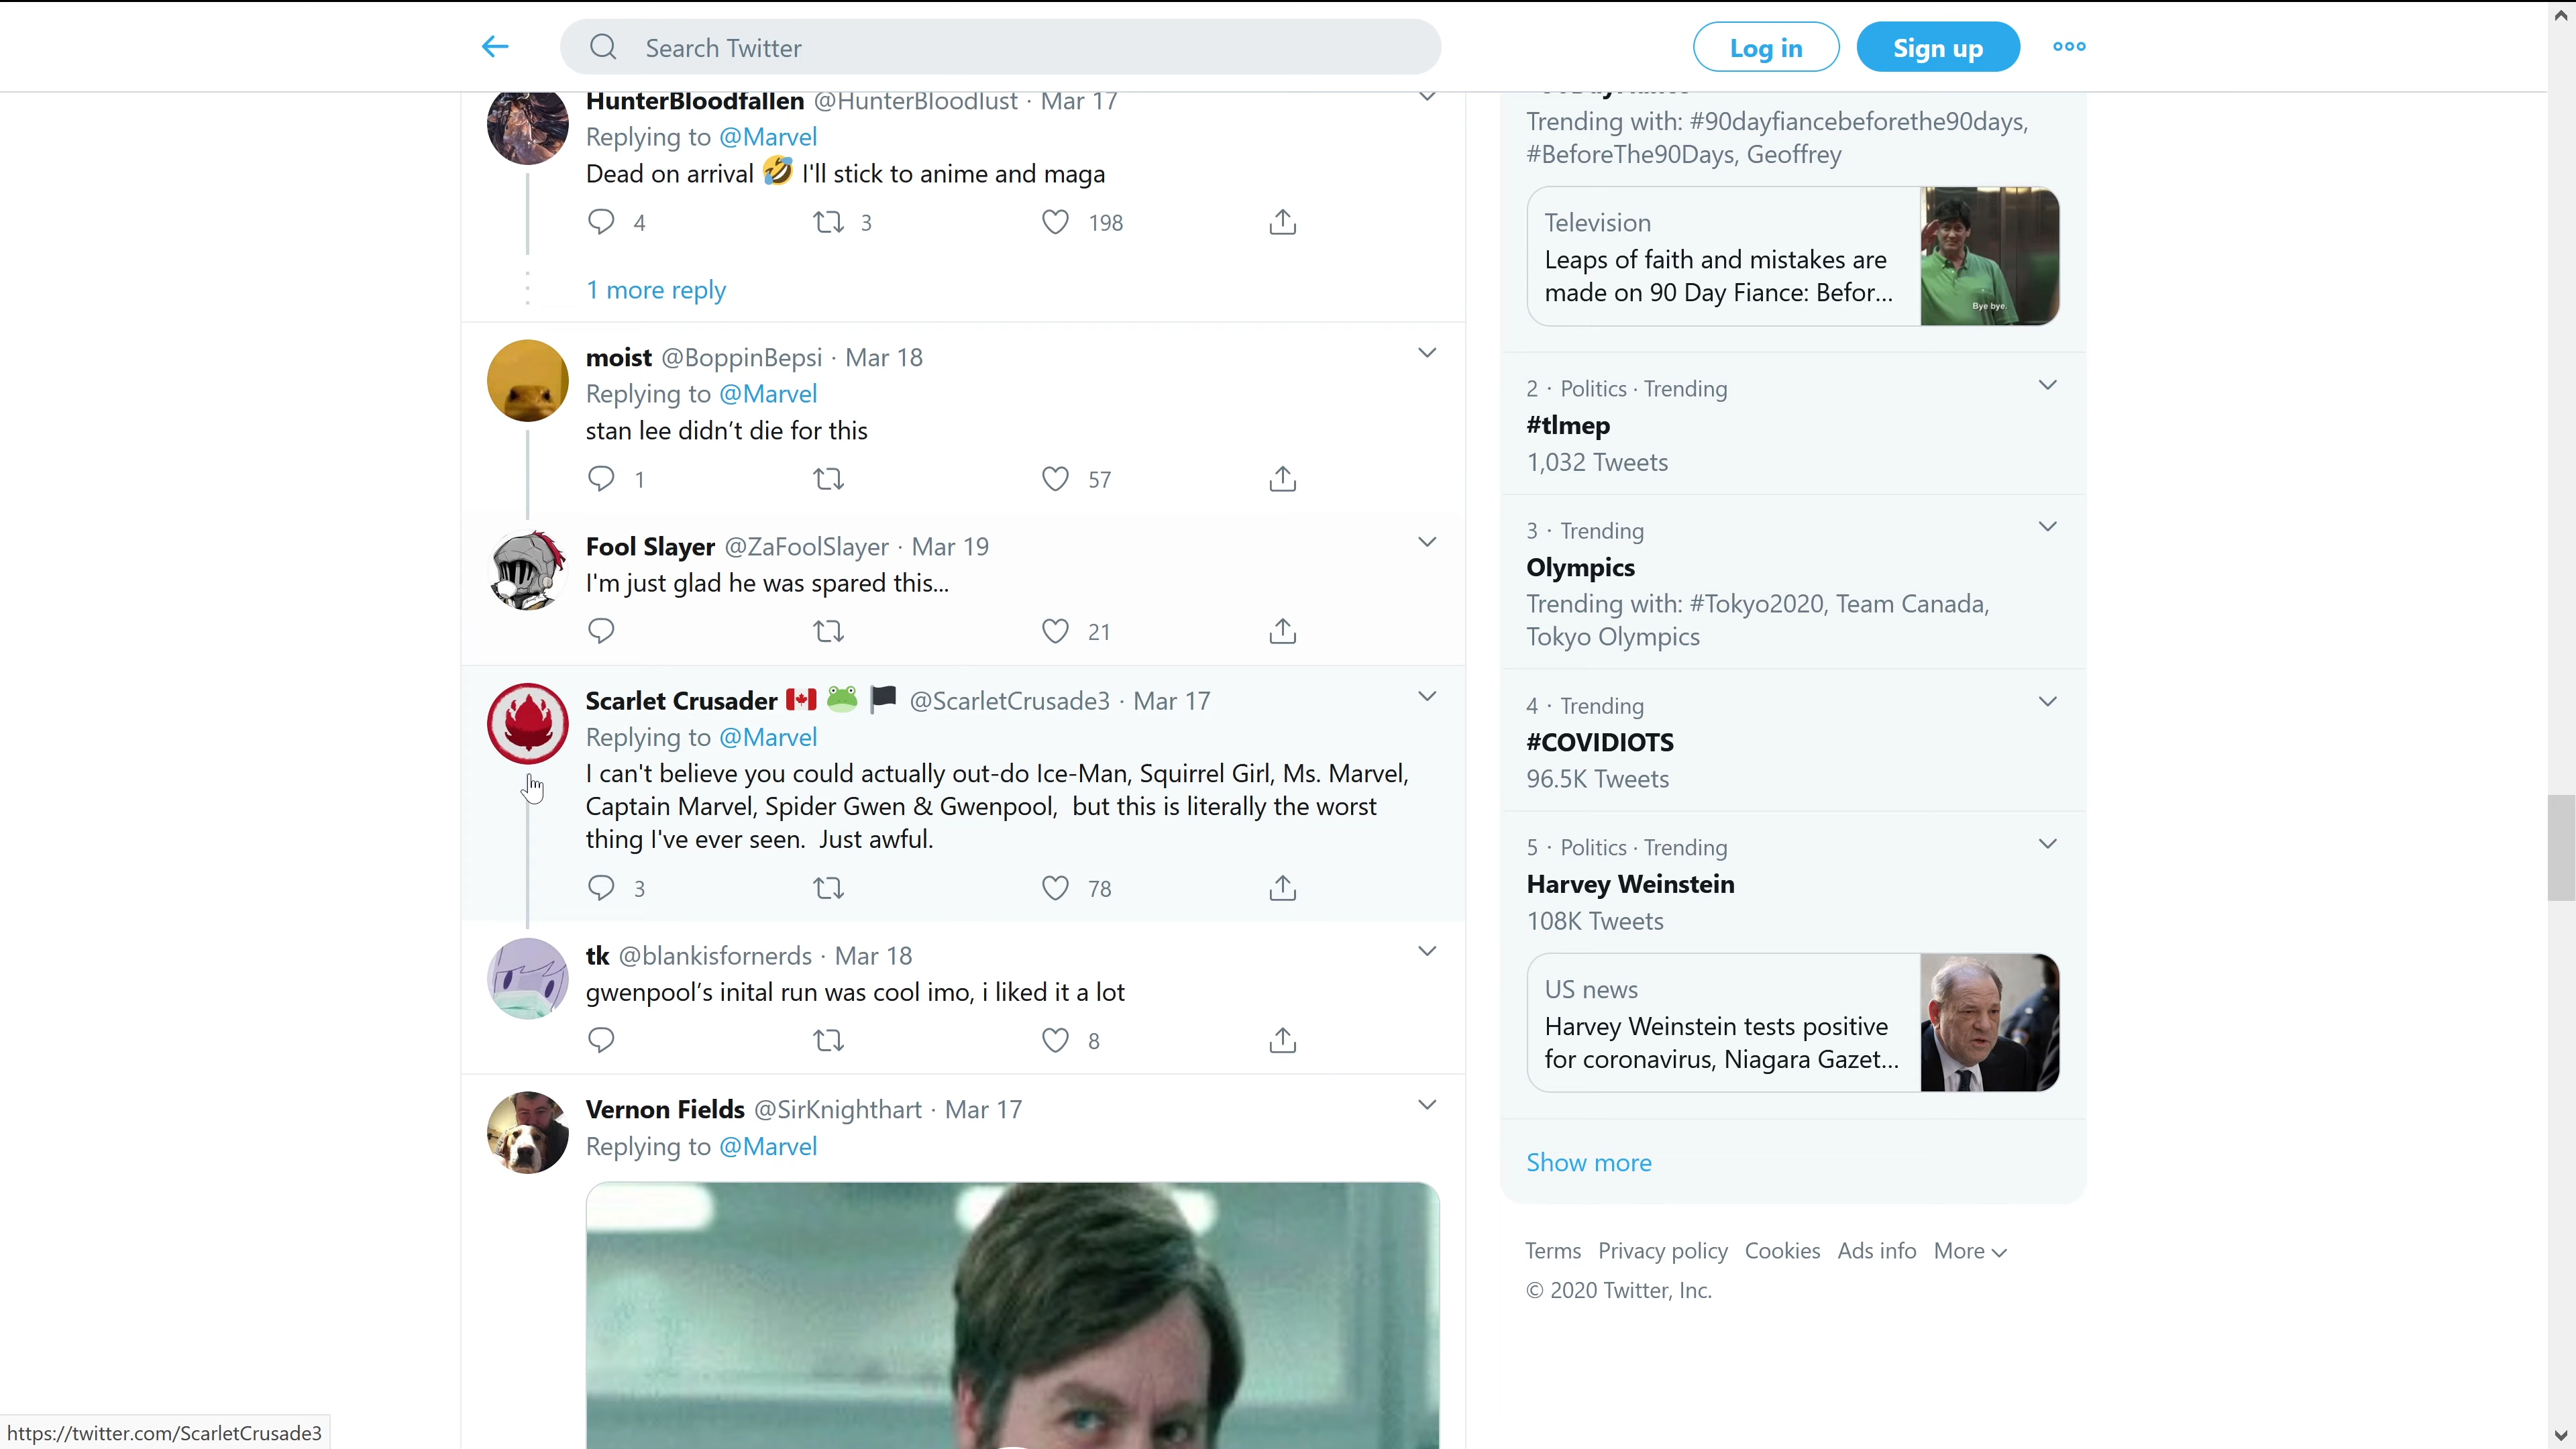 Search Twitter
Log in
Sign up
HunterBloodfallen @HunterBloodlust · Mar 17
Replying to @Marvel
Dead on arrival 🤣 I'll stick to anime and maga
4 3 198
1 more reply
moist @BoppinBepsi · Mar 18
Replying to @Marvel
stan lee didn’t die for this
1 57
Fool Slayer @ZaFoolSlayer · Mar 19
I'm just glad he was spared this...
21
Scarlet Crusader 🇨🇦 🐸 🏴 @ScarletCrusade3 · Mar 17
Replying to @Marvel
I can't believe you could actually out-do Ice-Man, Squirrel Girl, Ms. Marvel,
Captain Marvel, Spider Gwen & Gwenpool, but this is literally the worst
thing I've ever seen. Just awful.
3 78
tk @blankisfornerds · Mar 18
gwenpool’s inital run was cool imo, i liked it a lot
8
Vernon Fields @SirKnighthart · Mar 17
Replying to @Marvel
Trending with: #90dayfiancebeforethe90days,
#BeforeThe90Days, Geoffrey
Television
Leaps of faith and mistakes are
made on 90 Day Fiance: Befor...
Bye bye.
2 · Politics · Trending
#tlmep
1,032 Tweets
3 · Trending
Olympics
Trending with: #Tokyo2020, Team Canada,
Tokyo Olympics
4 · Trending
#COVIDIOTS
96.5K Tweets
5 · Politics · Trending
Harvey Weinstein
108K Tweets
US news
Harvey Weinstein tests positive
for coronavirus, Niagara Gazet...
Show more
Terms Privacy policy Cookies Ads info More
© 2020 Twitter, Inc.
https://twitter.com/ScarletCrusade3